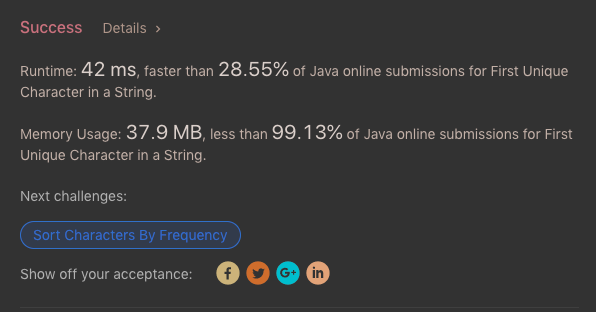 Success Details ›
Runtime: 42 ms, faster than 28.55% of Java online submissions for First Unique
Character in a String.
Memory Usage: 37.9 MB, less than 99.13% of Java online submissions for First
Unique Character in a String.
Next challenges:
Sort Characters By Frequency
Show off your acceptance: f G+ in